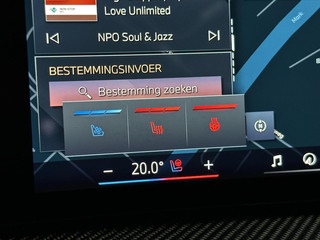 Love Unlimited
NPO Soul & Jazz
BESTEMMINGSINVOER
Bestemming zoeken
− 20.0° +